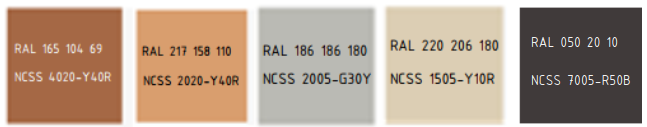 RAL 165 104 69
NCSS 4020-Y40R
RAL 217 158 110
NCSS 2020-Y40R
RAL 186 186 180
NCSS 2005-G30Y
RAL 220 206 180
NCSS 1505-Y10R
RAL 050 20 10
NCSS 7005-R50B